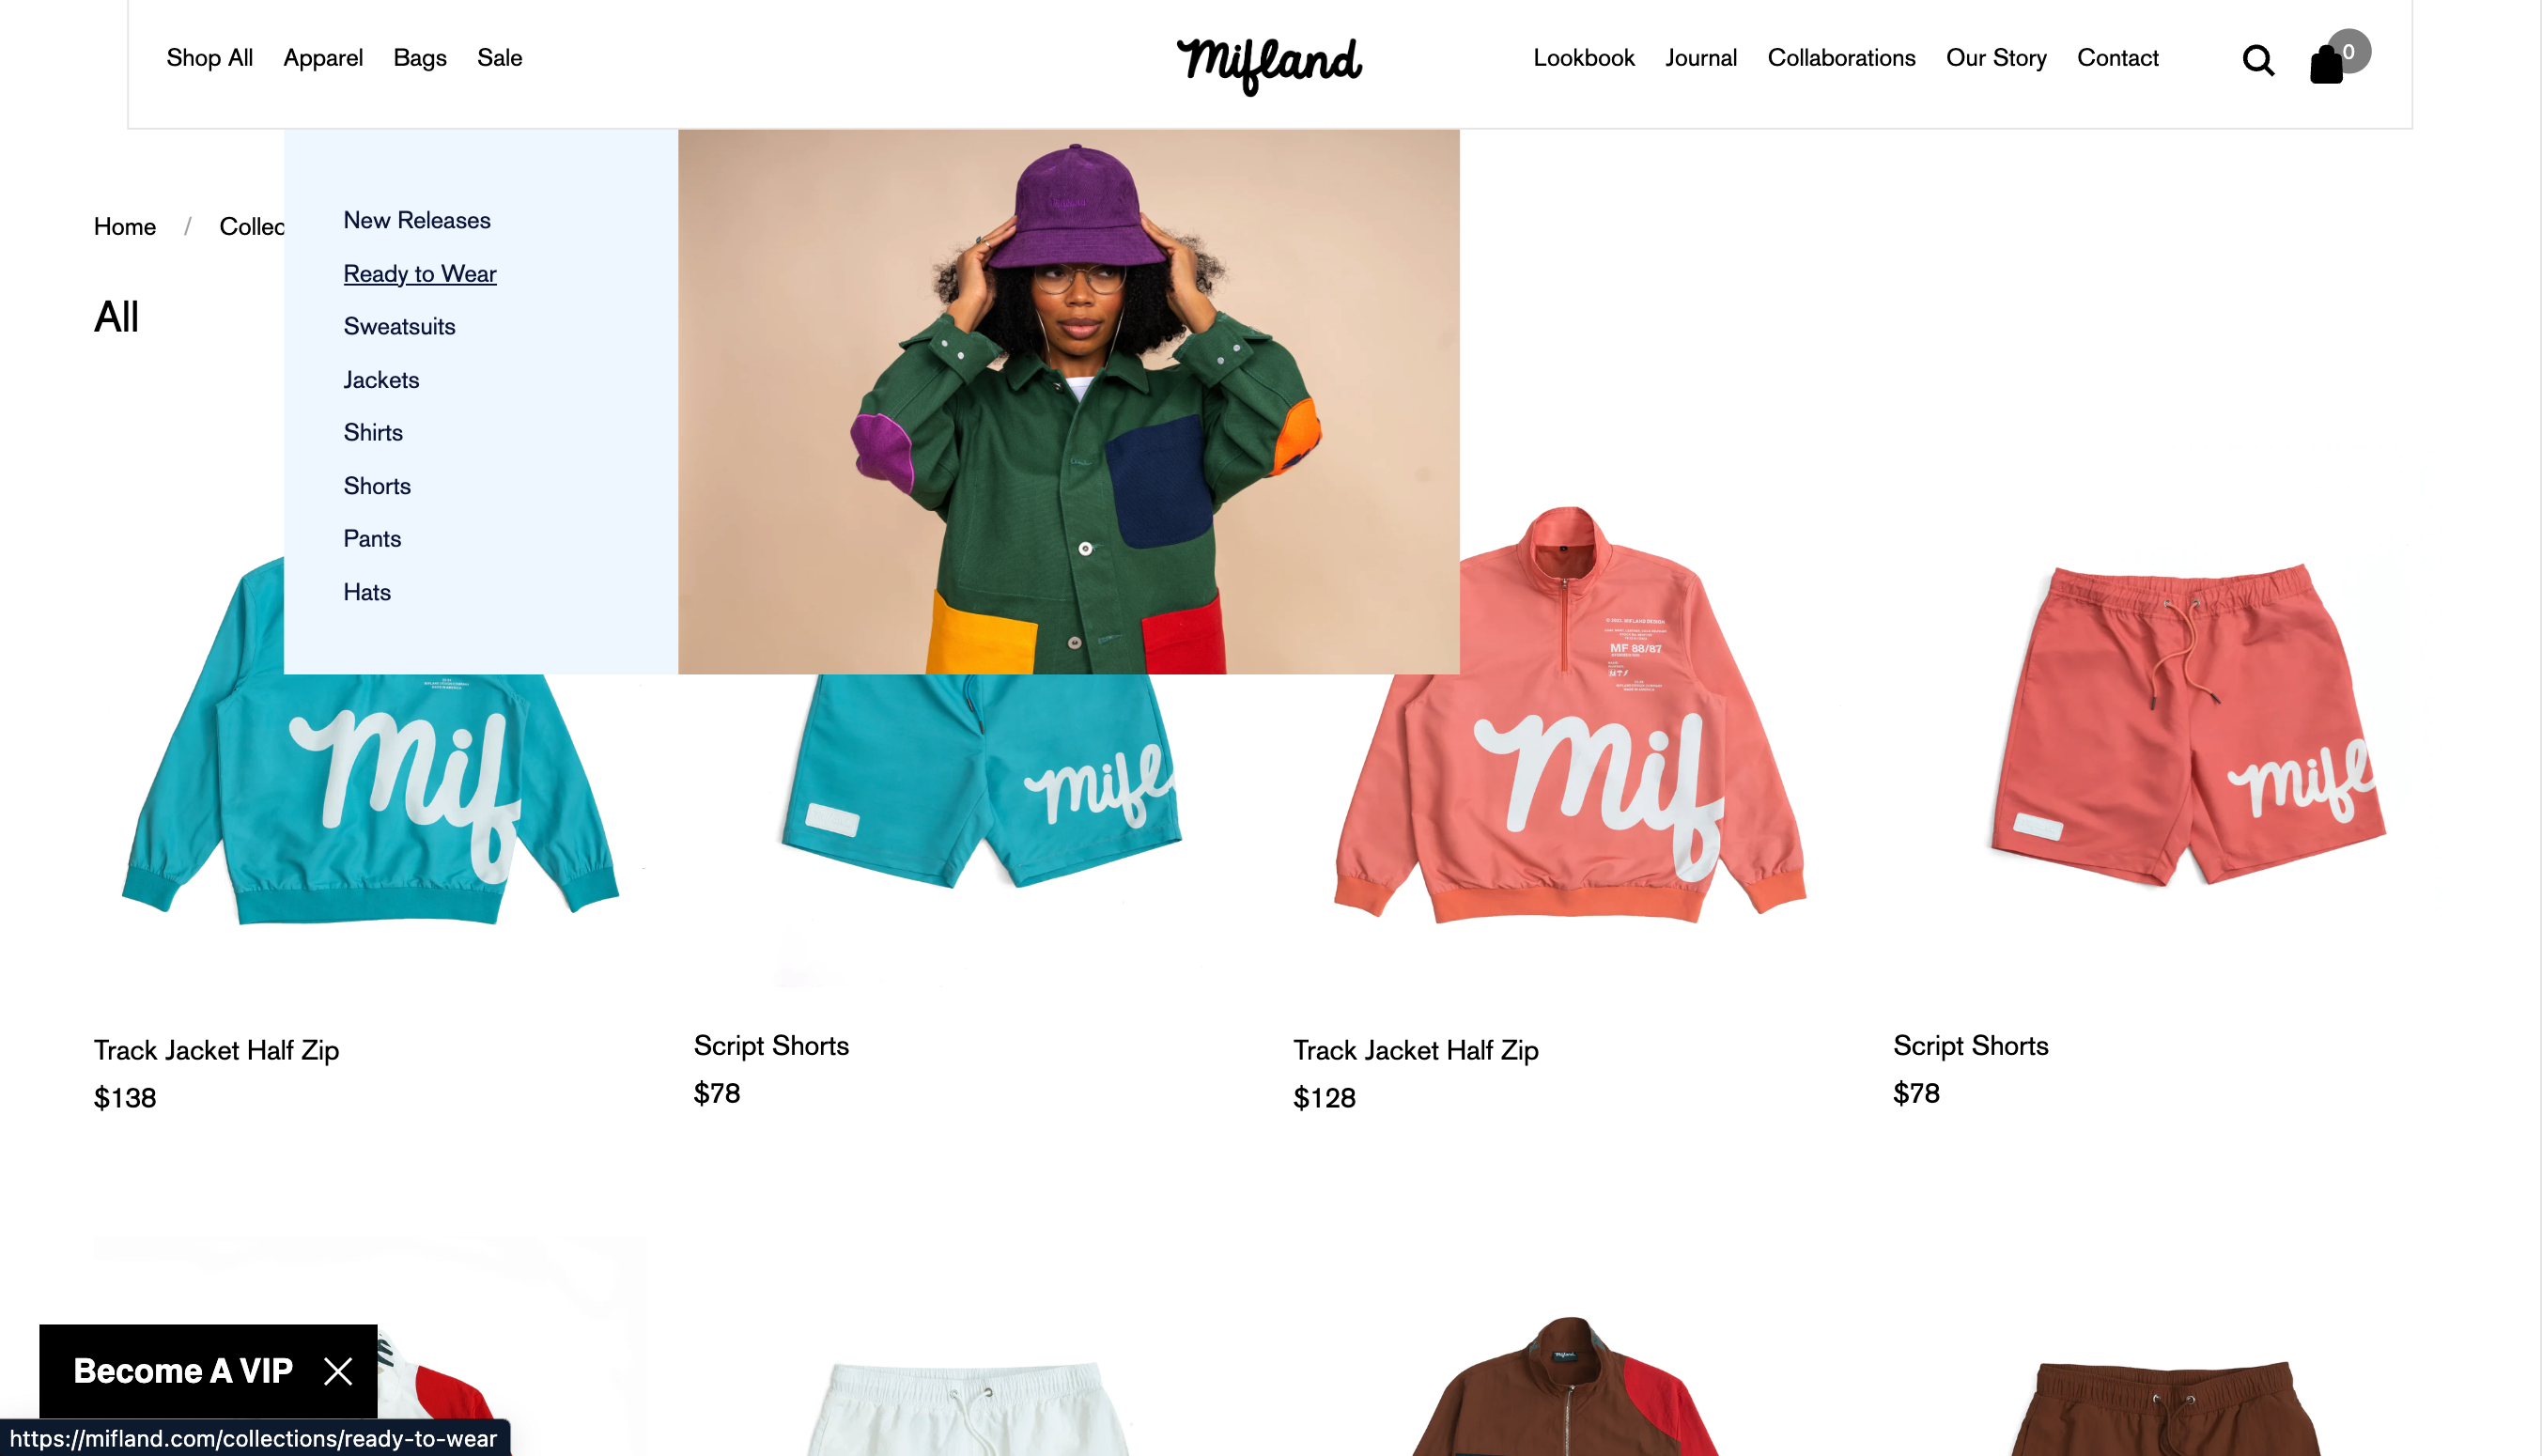 Shop All Apparel Bags Sale
Mifland
Lookbook Journal Collaborations Our Story Contact
0
Home / Collec
All
New Releases
Ready to Wear
Sweatsuits
Jackets
Shirts
Shorts
Pants
Hats
mif
mifl
MF 88/87
mif
mifl
Track Jacket Half Zip
$138
Script Shorts
$78
Track Jacket Half Zip
$128
Script Shorts
$78
Become A VIP
https://mifland.com/collections/ready-to-wear